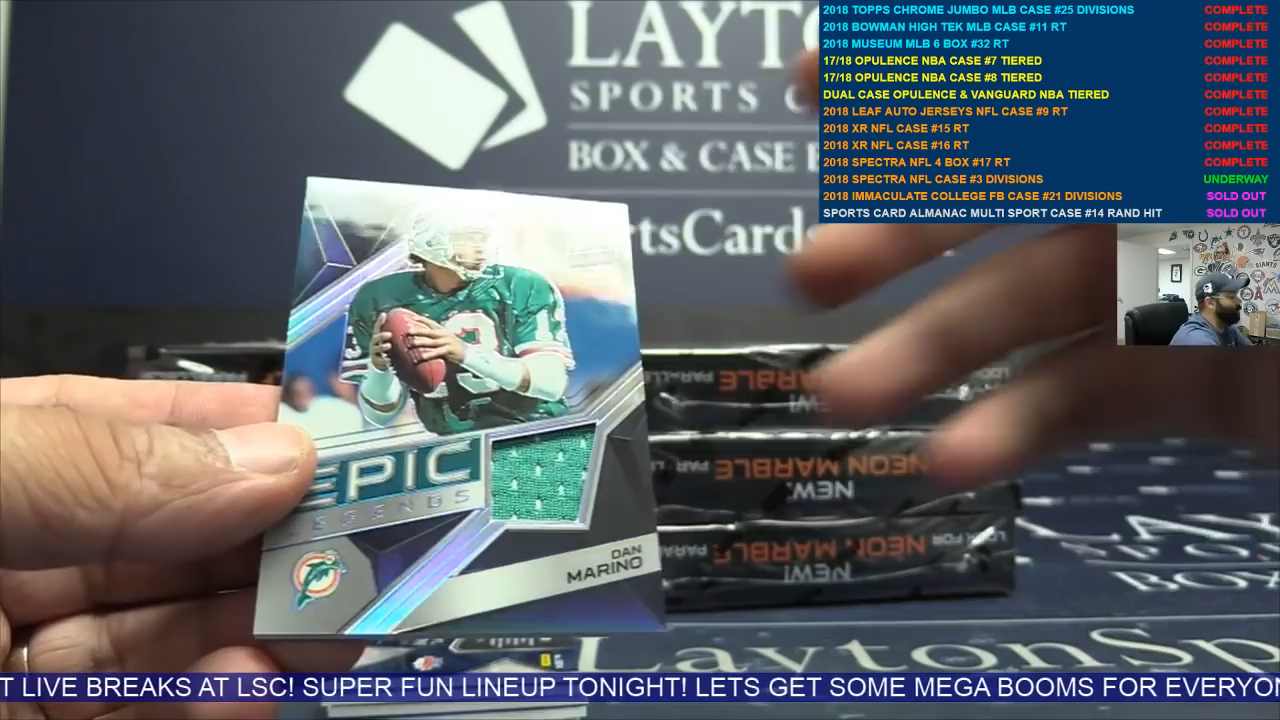 LAYTO
SPORTS C
BOX & CASE B
rtsCards
2018 TOPPS CHROME JUMBO MLB CASE #25 DIVISIONS COMPLETE
2018 BOWMAN HIGH TEK MLB CASE #11 RT COMPLETE
2018 MUSEUM MLB 6 BOX #32 RT COMPLETE
17/18 OPULENCE NBA CASE #7 TIERED COMPLETE
17/18 OPULENCE NBA CASE #8 TIERED COMPLETE
DUAL CASE OPULENCE & VANGUARD NBA TIERED COMPLETE
2018 LEAF AUTO JERSEYS NFL CASE #9 RT COMPLETE
2018 XR NFL CASE #15 RT COMPLETE
2018 XR NFL CASE #16 RT COMPLETE
2018 SPECTRA NFL 4 BOX #17 RT COMPLETE
2018 SPECTRA NFL CASE #3 DIVISIONS UNDERWAY
2018 IMMACULATE COLLEGE FB CASE #21 DIVISIONS SOLD OUT
SPORTS CARD ALMANAC MULTI SPORT CASE #14 RAND HIT SOLD OUT
13
EPIC
LEGENDS
DAN
MARINO
NEON MARBLE
NEW!
NEON MARBLE
NEW!
LaytonSp
T LIVE BREAKS AT LSC! SUPER FUN LINEUP TONIGHT! LETS GET SOME MEGA BOOMS FOR EVERYON